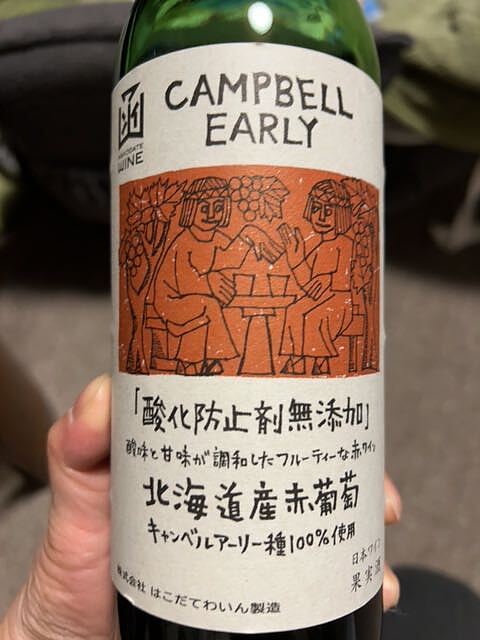 函
HAKODATE
WINE
CAMPBELL
EARLY
「酸化防止剤無添加」
酸味と甘味が調和したフルーティーな赤ワイン
北海道産赤葡萄
キャンベルアーリー種100%使用
日本ワイン
果実酒
株式会社 はこだてわいん製造